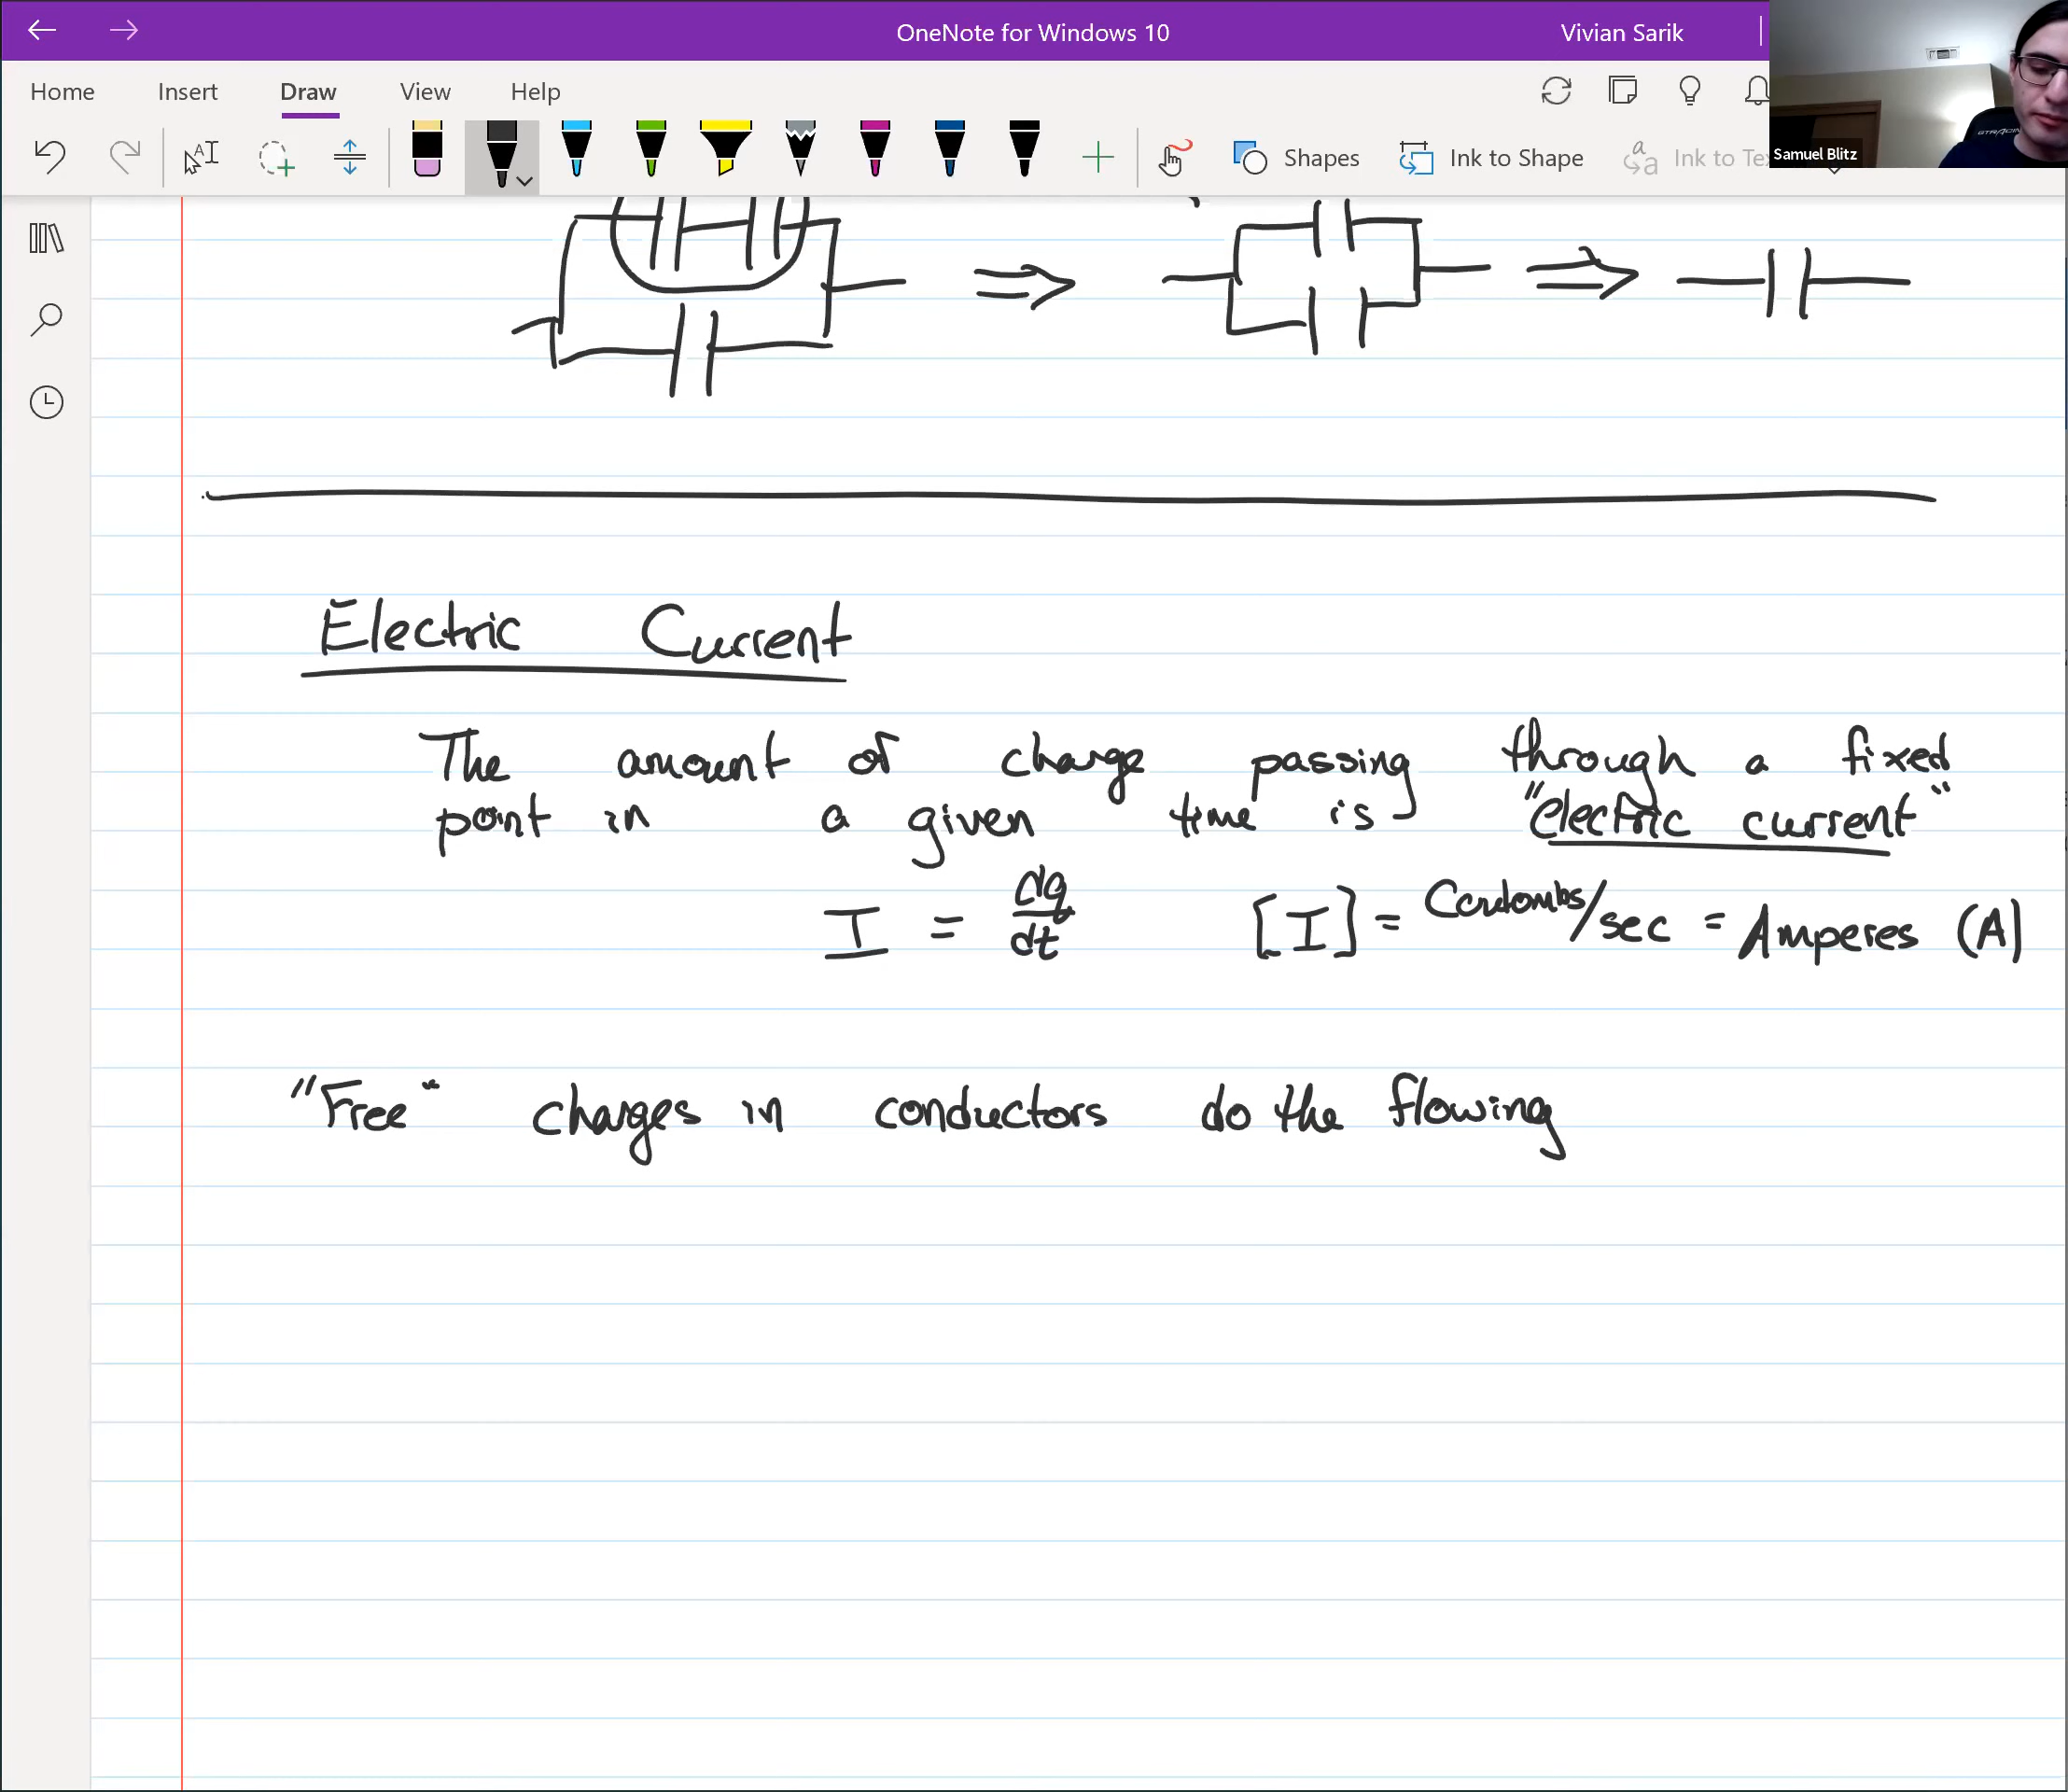 OneNote for Windows 10
Vivian Sarik
Home Insert Draw View Help
Shapes
Ink to Shape
Samuel Blitz
Electric Current
The amount of charge passing through a fixed
point in a given time is "electric current"
I = dq/dt [I] = Coulombs/sec = Amperes (A)
"Free" charges in conductors do the flowing